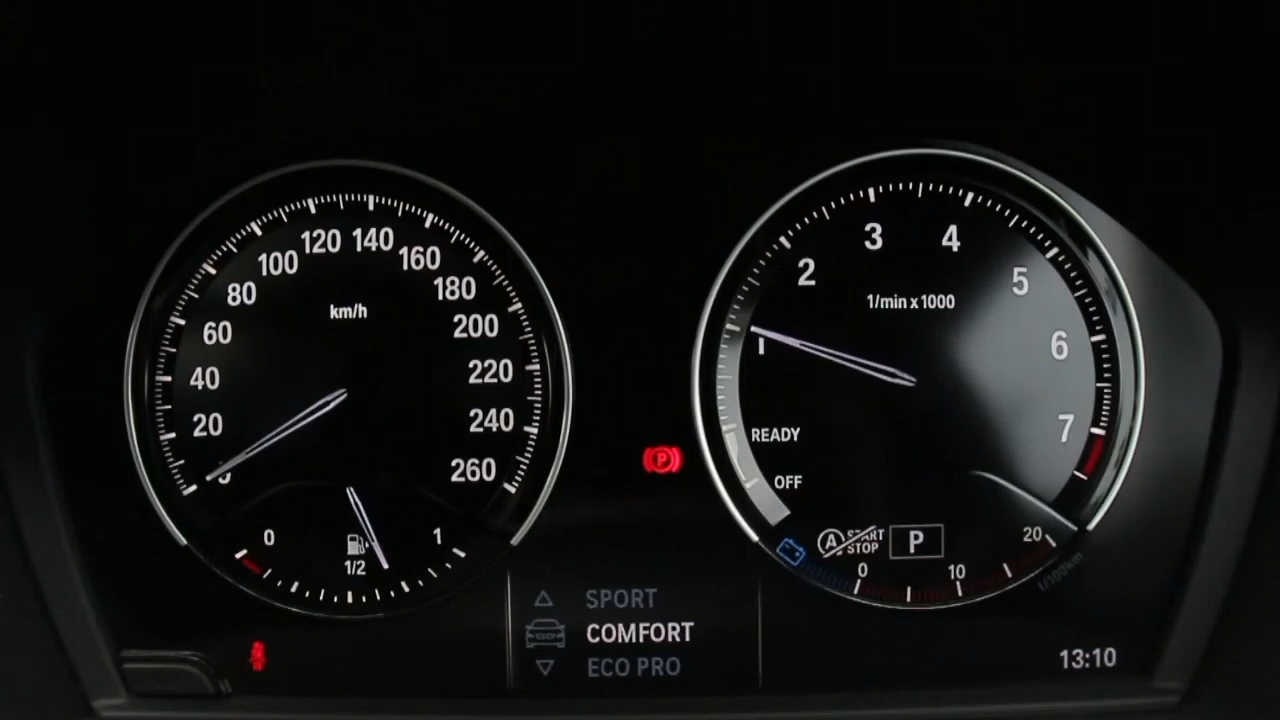 km/h
0
20
40
60
80
100
120
140
160
180
200
220
240
260
0
1/2
1
P
1/min x 1000
OFF
READY
1
2
3
4
5
6
7
A START
STOP
P
0
10
20
l/100km
SPORT
COMFORT
ECO PRO
13:10